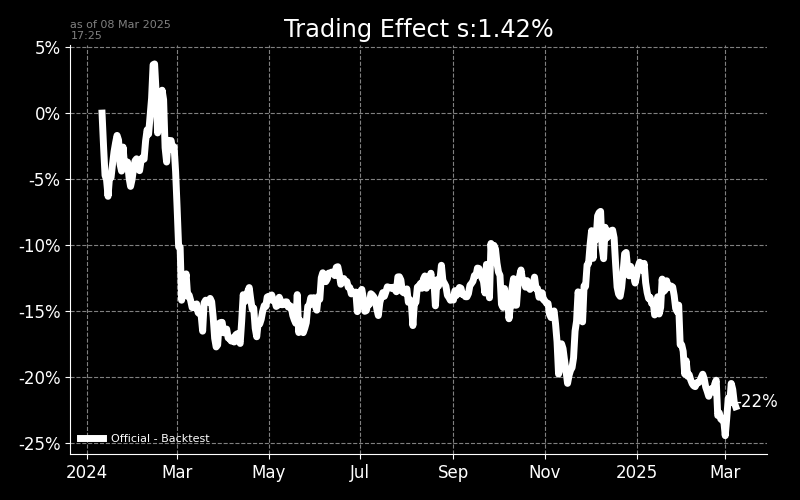 as of 08 Mar 2025
17:25
Trading Effect s:1.42%
5%
0%
-5%
-10%
-15%
-20%
-25%
-22%
Official - Backtest
2024 Mar May Jul Sep Nov 2025 Mar